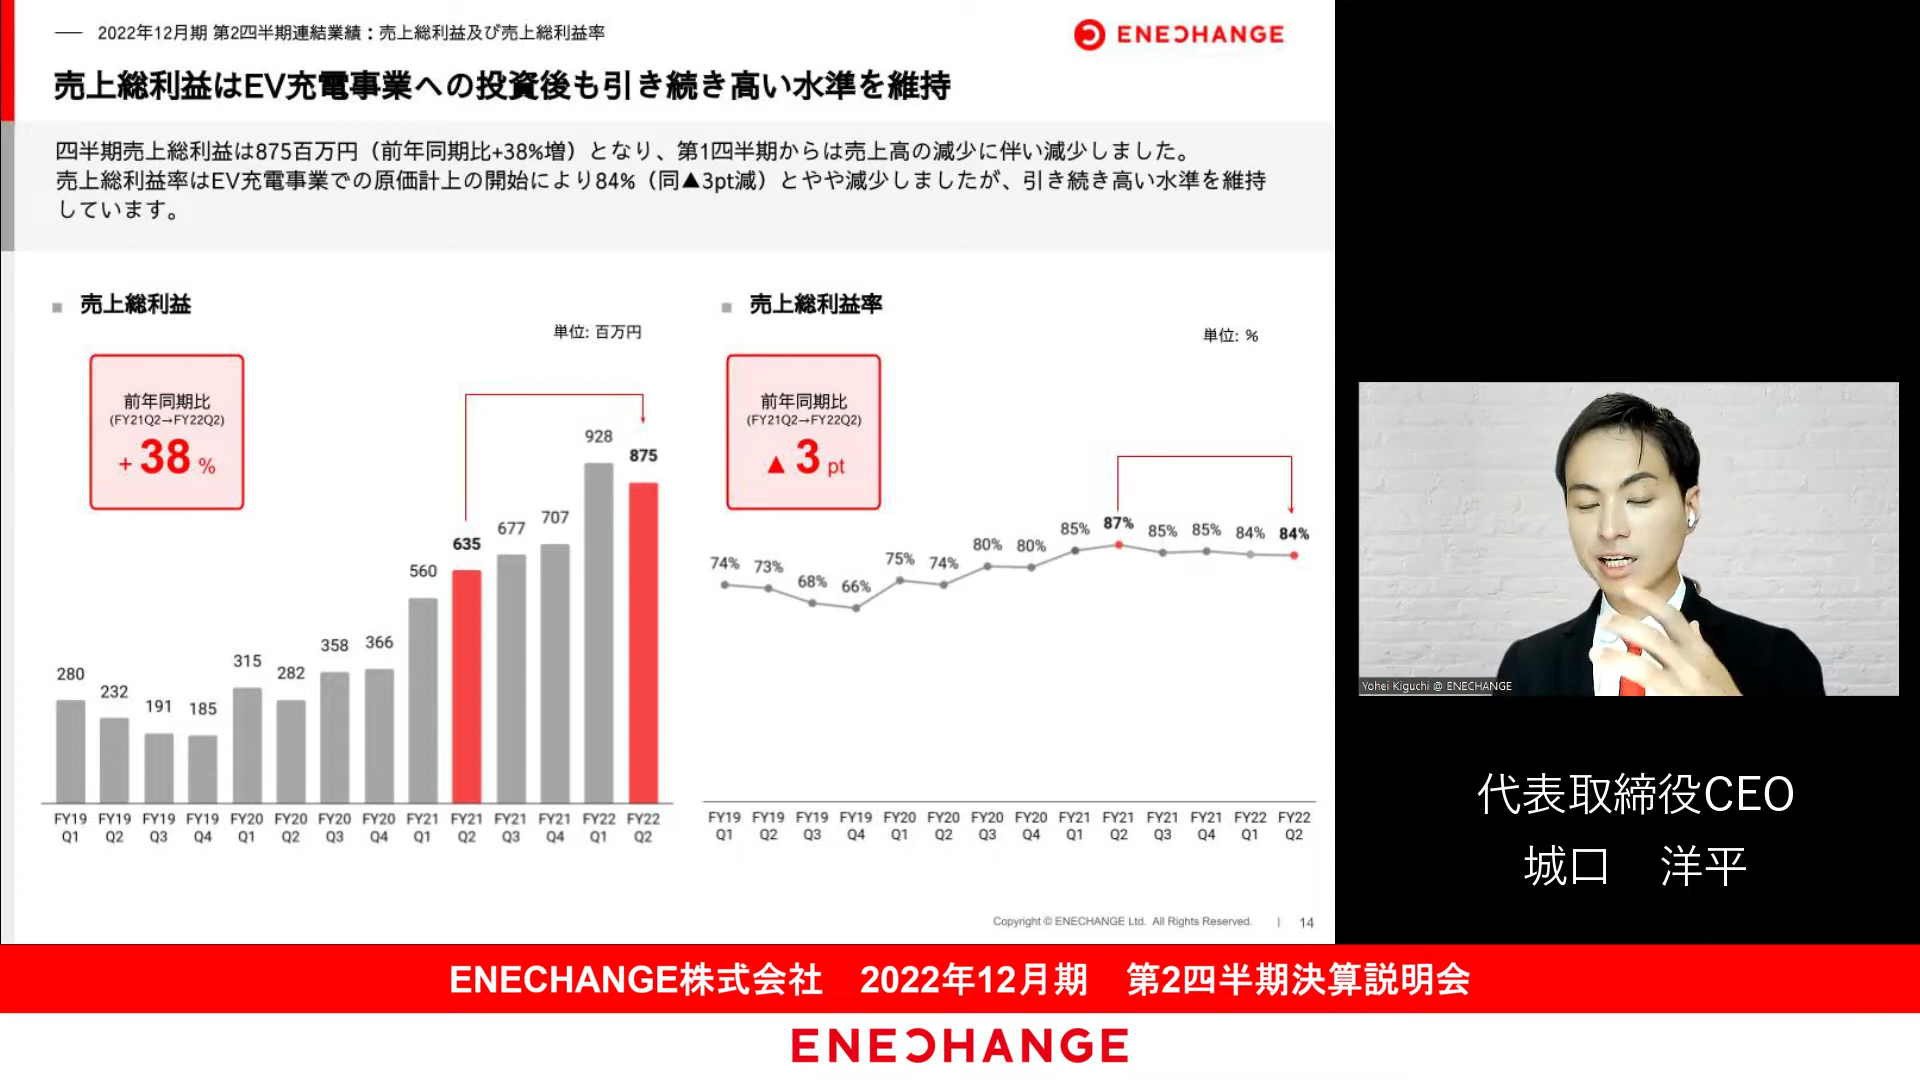 2022年12月期 第2四半期連結業績：売上総利益及び売上総利益率
ENECHANGE
売上総利益はEV充電事業への投資後も引き続き高い水準を維持
四半期売上総利益は875百万円（前年同期比+38%増）となり、第1四半期からは売上高の減少に伴い減少しました。
売上総利益率はEV充電事業での原価計上の開始により84%（同▲3pt減）とやや減少しましたが、引き続き高い水準を維持
しています。
売上総利益
単位: 百万円
前年同期比
(FY21Q2→FY22Q2)
+ 38 %
280
232
191
185
315
282
358
366
560
635
677
707
928
875
FY19 Q1
FY19 Q2
FY19 Q3
FY19 Q4
FY20 Q1
FY20 Q2
FY20 Q3
FY20 Q4
FY21 Q1
FY21 Q2
FY21 Q3
FY21 Q4
FY22 Q1
FY22 Q2
売上総利益率
単位: %
前年同期比
(FY21Q2→FY22Q2)
▲ 3 pt
74%
73%
68%
66%
75%
74%
80%
80%
85%
87%
85%
85%
84%
84%
FY19 Q1
FY19 Q2
FY19 Q3
FY19 Q4
FY20 Q1
FY20 Q2
FY20 Q3
FY20 Q4
FY21 Q1
FY21 Q2
FY21 Q3
FY21 Q4
FY22 Q1
FY22 Q2
Copyright © ENECHANGE Ltd. All Rights Reserved. | 14
Yohei Kiguchi @ ENECHANGE
代表取締役CEO
城口　洋平
ENECHANGE株式会社　2022年12月期　第2四半期決算説明会
ENECHANGE